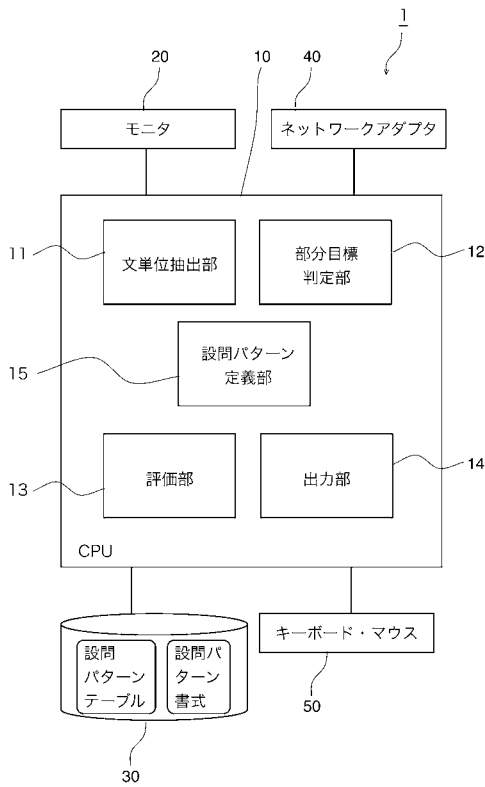 1
20
10
40
モニタ
ネットワークアダプタ
11
文単位抽出部
部分目標
判定部
12
15
設問パターン
定義部
13
評価部
出力部
14
CPU
設問
パターン
テーブル
設問パ
ターン
書式
キーボード・マウス
30
50